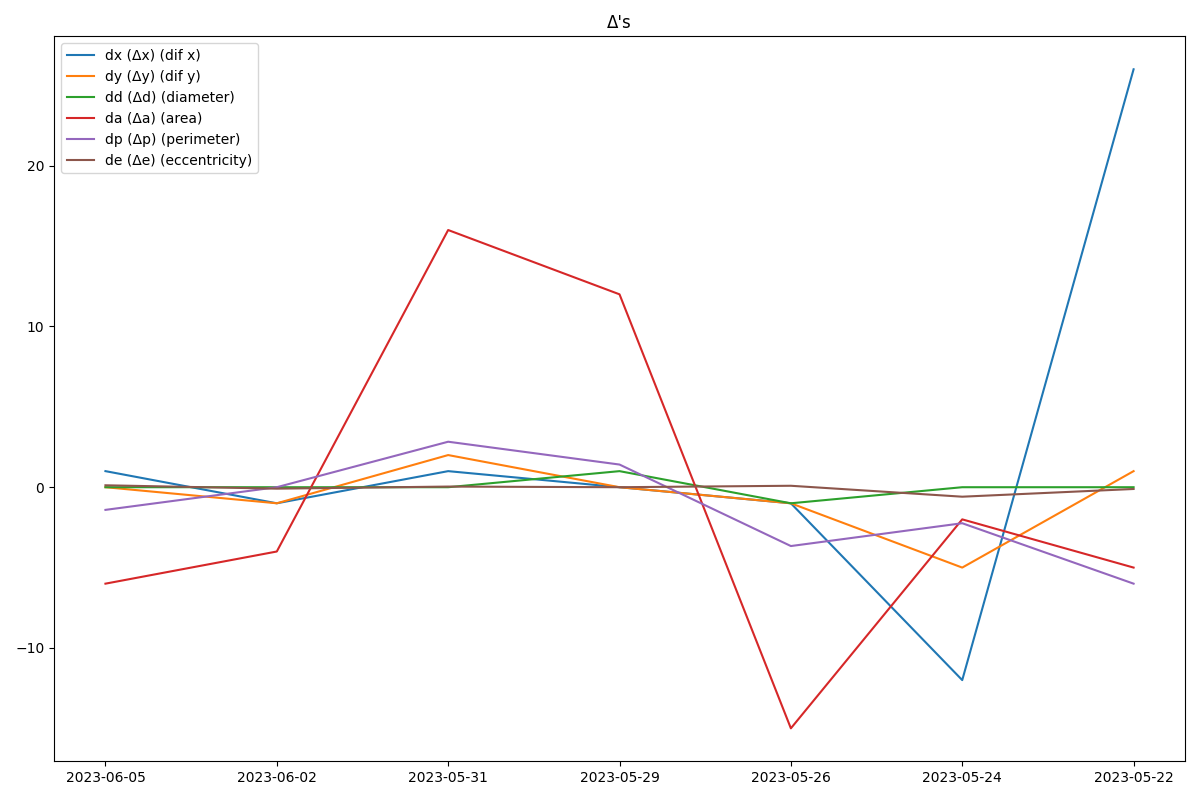 Δ's
dx (Δx) (dif x)
dy (Δy) (dif y)
dd (Δd) (diameter)
da (Δa) (area)
dp (Δp) (perimeter)
de (Δe) (eccentricity)
20
10
0
−10
2023-06-05 2023-06-02 2023-05-31 2023-05-29 2023-05-26 2023-05-24 2023-05-22